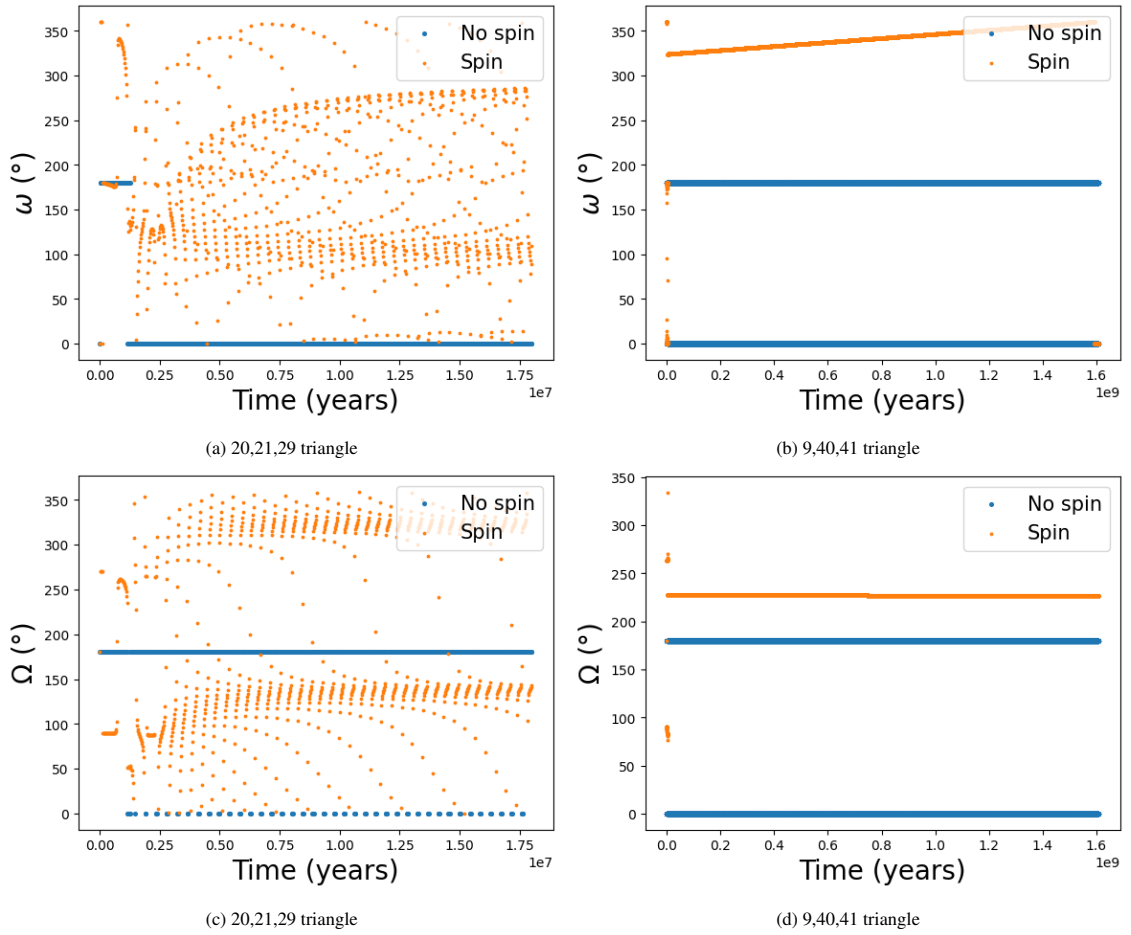 350
300
250
200
150
100
50
0
ω (°)
No spin
Spin
0.00 0.25 0.50 0.75 1.00 1.25 1.50 1.75
1e7
Time (years)
(a) 20,21,29 triangle
350
300
250
200
150
100
50
0
ω (°)
No spin
Spin
0.0 0.2 0.4 0.6 0.8 1.0 1.2 1.4 1.6
1e9
Time (years)
(b) 9,40,41 triangle
350
300
250
200
150
100
50
0
Ω (°)
No spin
Spin
0.00 0.25 0.50 0.75 1.00 1.25 1.50 1.75
1e7
Time (years)
(c) 20,21,29 triangle
350
300
250
200
150
100
50
0
Ω (°)
No spin
Spin
0.0 0.2 0.4 0.6 0.8 1.0 1.2 1.4 1.6
1e9
Time (years)
(d) 9,40,41 triangle